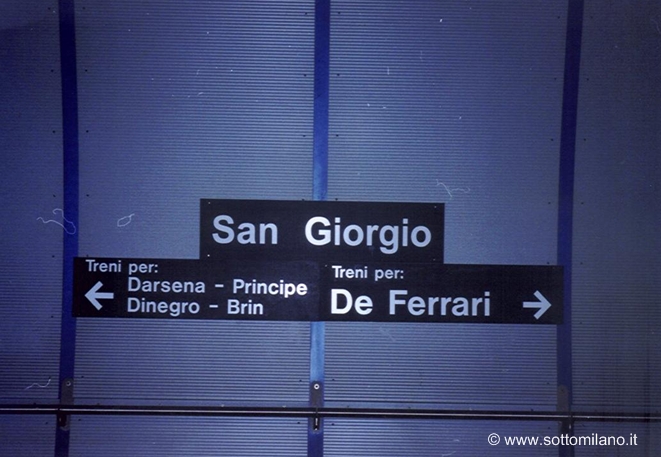 San Giorgio
Treni per:
Darsena - Principe
Dinegro - Brin
Treni per:
De Ferrari
© www.sottomilano.it